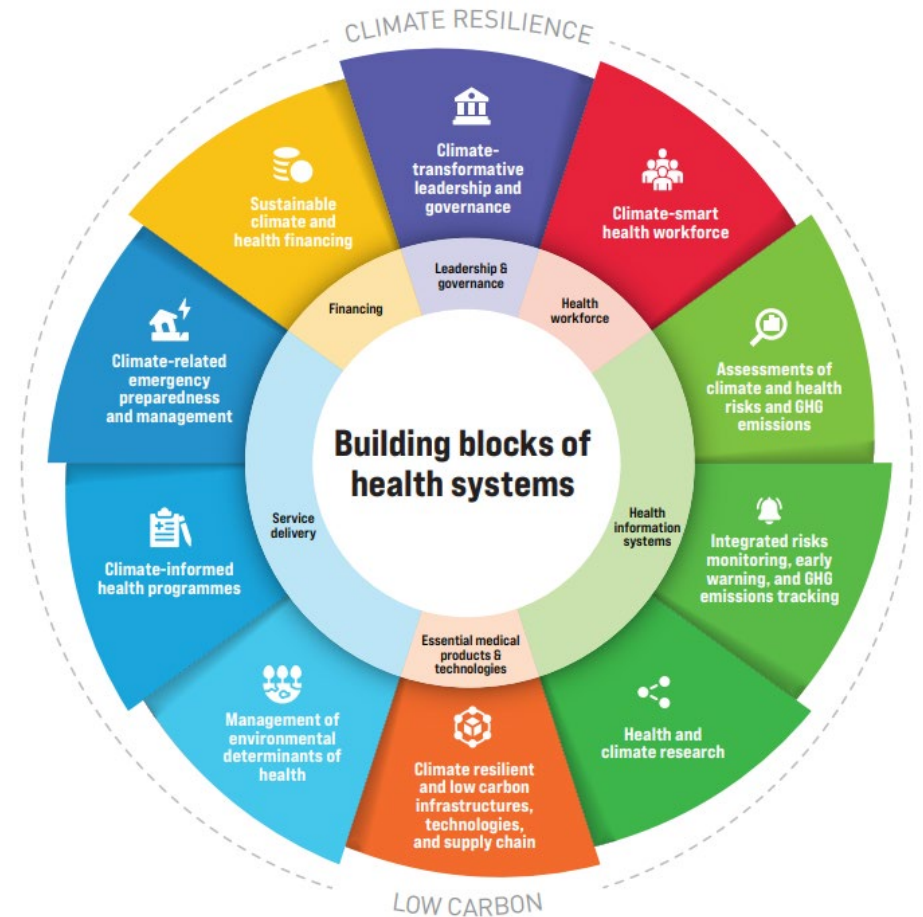 CLIMATE RESILIENCE
Climate-
transformative
leadership and
governance
Climate-smart
health workforce
Assessments of
climate and health
risks and GHG
emissions
Integrated risks
monitoring, early
warning, and GHG
emissions tracking
Health and
climate research
Climate resilient
and low carbon
infrastructures,
technologies,
and supply chain
Management of
environmental
determinants of
health
Climate-informed
health programmes
Climate-related
emergency
preparedness
and management
Sustainable
climate and
health financing
Leadership &
governance
Health
workforce
Health
information
systems
Essential medical
products &
technologies
Service
delivery
Financing
Building blocks of
health systems
LOW CARBON